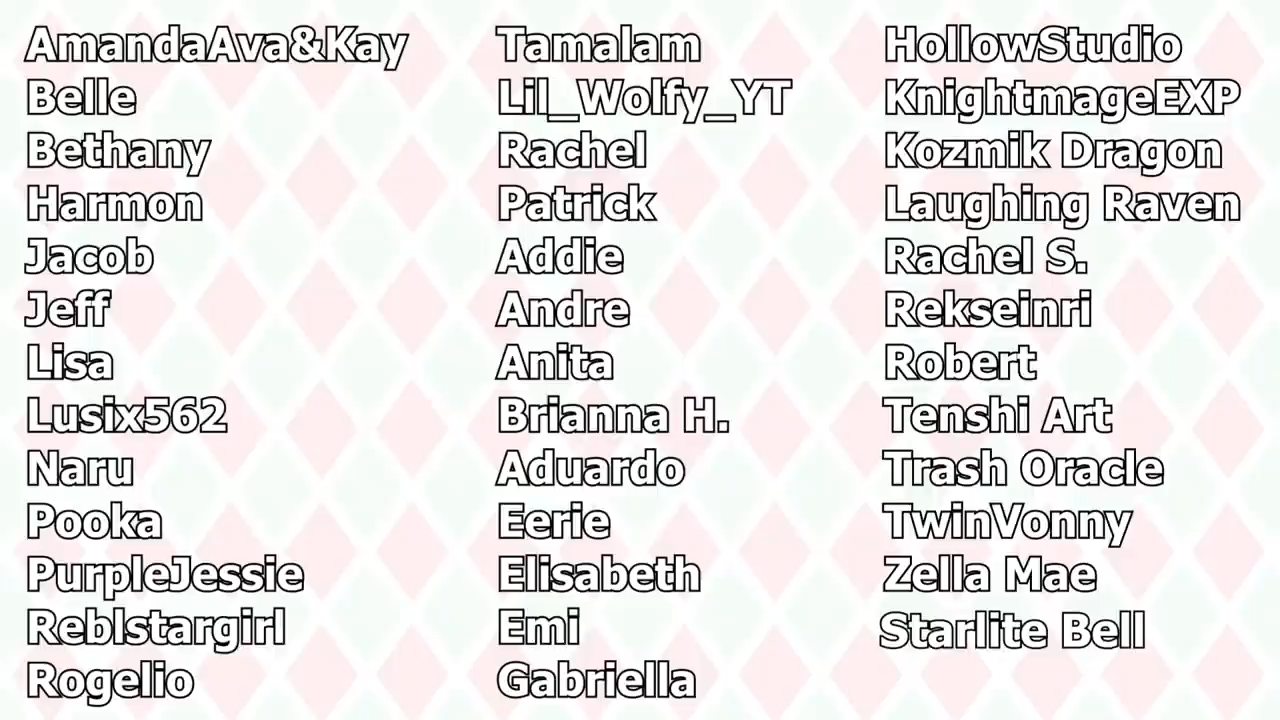 AmandaAva&Kay
Belle
Bethany
Harmon
Jacob
Jeff
Lisa
Lusix562
Naru
Pooka
PurpleJessie
Reblstargirl
Rogelio
Tamalam
Lil_Wolfy_YT
Rachel
Patrick
Addie
Andre
Anita
Brianna H.
Aduardo
Eerie
Elisabeth
Emi
Gabriella
HollowStudio
KnightmageEXP
Kozmik Dragon
Laughing Raven
Rachel S.
Rekseinri
Robert
Tenshi Art
Trash Oracle
TwinVonny
Zella Mae
Starlite Bell